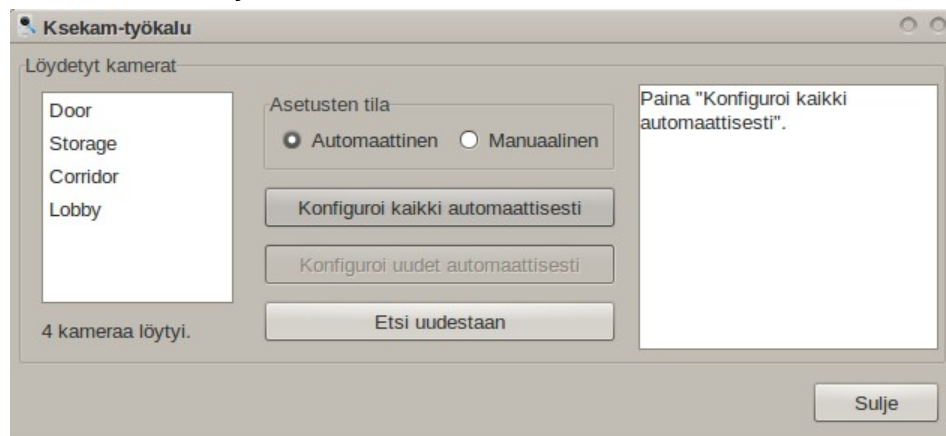 Ksekam-työkalu
Löydetyt kamerat
Door
Storage
Corridor
Lobby
4 kameraa löytyi.
Asetusten tila
Automaattinen Manuaalinen
Konfiguroi kaikki automaattisesti
Konfiguroi uudet automaattisesti
Etsi uudestaan
Paina "Konfiguroi kaikki
automaattisesti".
Sulje